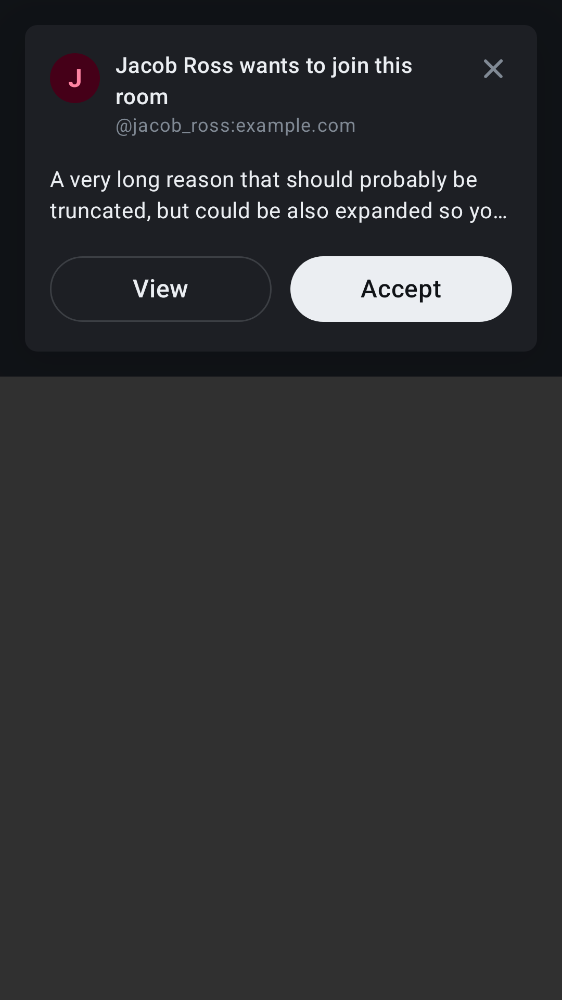 J
Jacob Ross wants to join this
room
@jacob_ross:example.com
A very long reason that should probably be
truncated, but could be also expanded so yo…
View
Accept